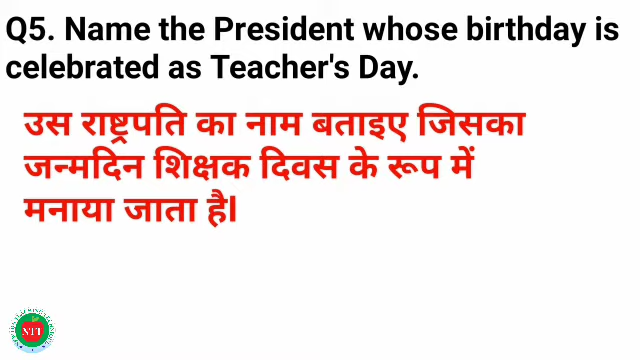 Q5. Name the President whose birthday is
celebrated as Teacher's Day.
उस राष्ट्रपति का नाम बताइए जिसका
जन्मदिन शिक्षक दिवस के रूप में
मनाया जाता है।
NTT